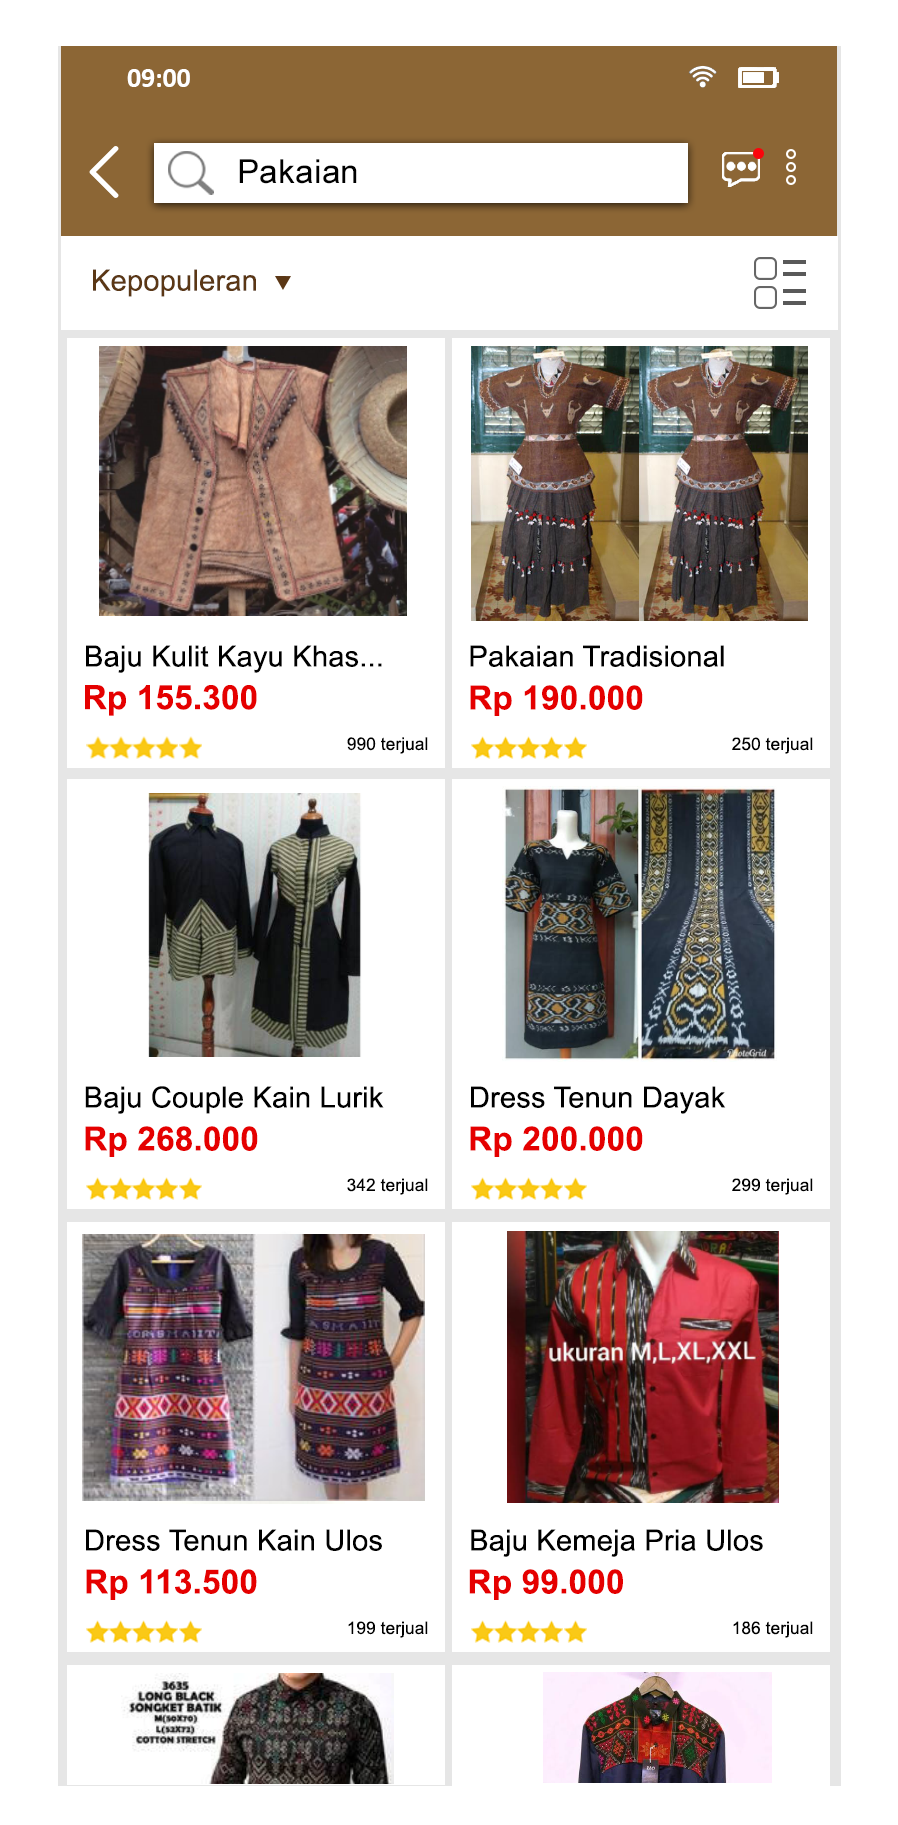 09:00
Pakaian
Kepopuleran
Baju Kulit Kayu Khas...
Rp 155.300
990 terjual
Pakaian Tradisional
Rp 190.000
250 terjual
Baju Couple Kain Lurik
Rp 268.000
342 terjual
PhotoGrid
Dress Tenun Dayak
Rp 200.000
299 terjual
Dress Tenun Kain Ulos
Rp 113.500
199 terjual
ukuran M,L,XL,XXL
Baju Kemeja Pria Ulos
Rp 99.000
186 terjual
3635
LONG BLACK
SONGKET BATIK
M(50X70)
L(52X72)
COTTON STRETCH